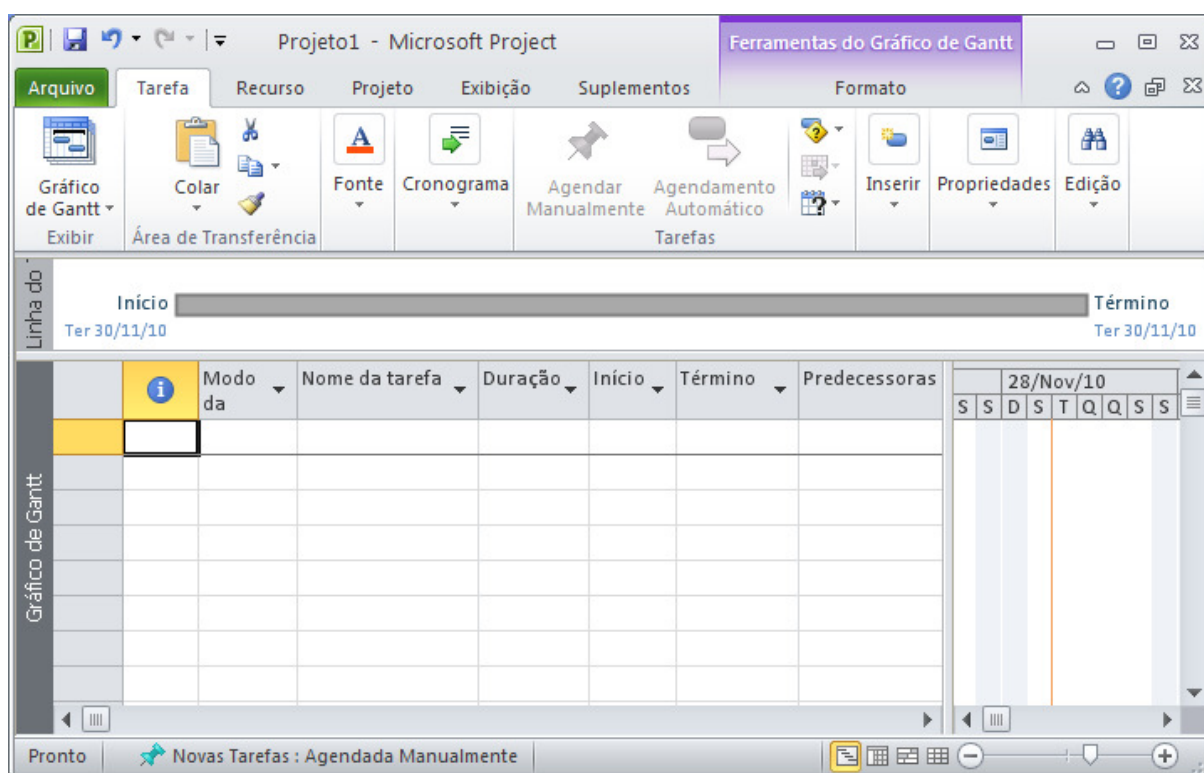 Projeto1 - Microsoft Project
Ferramentas do Gráfico de Gantt
Arquivo
Tarefa
Recurso
Projeto
Exibição
Suplementos
Formato
Gráfico
de Gantt
Colar
Fonte
Cronograma
Agendar
Manualmente
Agendamento
Automático
Inserir
Propriedades
Edição
Exibir
Área de Transferência
Tarefas
Linha do
Início
Ter 30/11/10
Término
Ter 30/11/10
Modo
da
Nome da tarefa
Duração
Início
Término
Predecessoras
28/Nov/10
S S D S T Q Q S S
Gráfico de Gantt
Pronto
Novas Tarefas : Agendada Manualmente